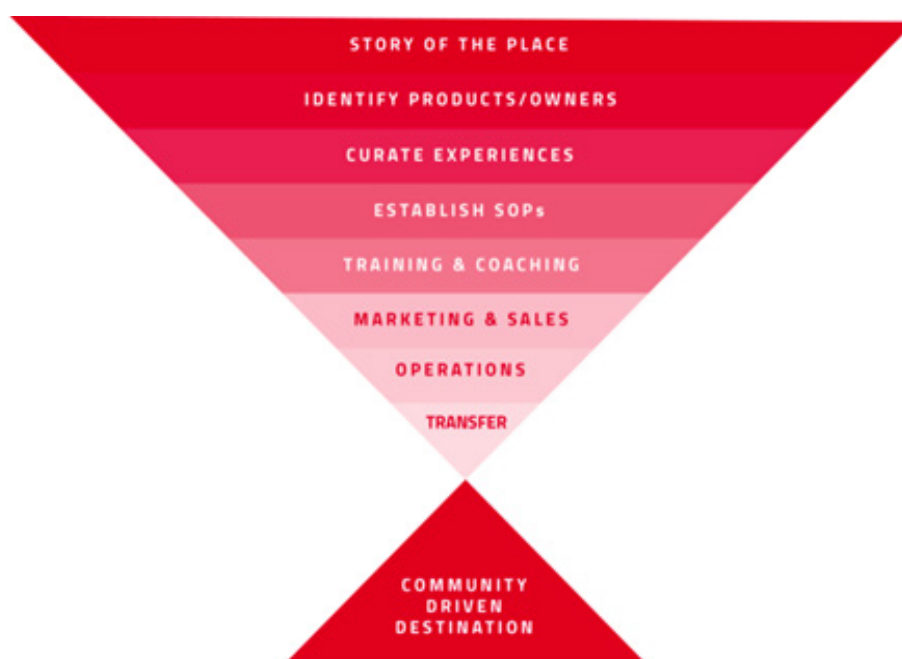 STORY OF THE PLACE
IDENTIFY PRODUCTS/OWNERS
CURATE EXPERIENCES
ESTABLISH SOPs
TRAINING & COACHING
MARKETING & SALES
OPERATIONS
TRANSFER
COMMUNITY
DRIVEN
DESTINATION